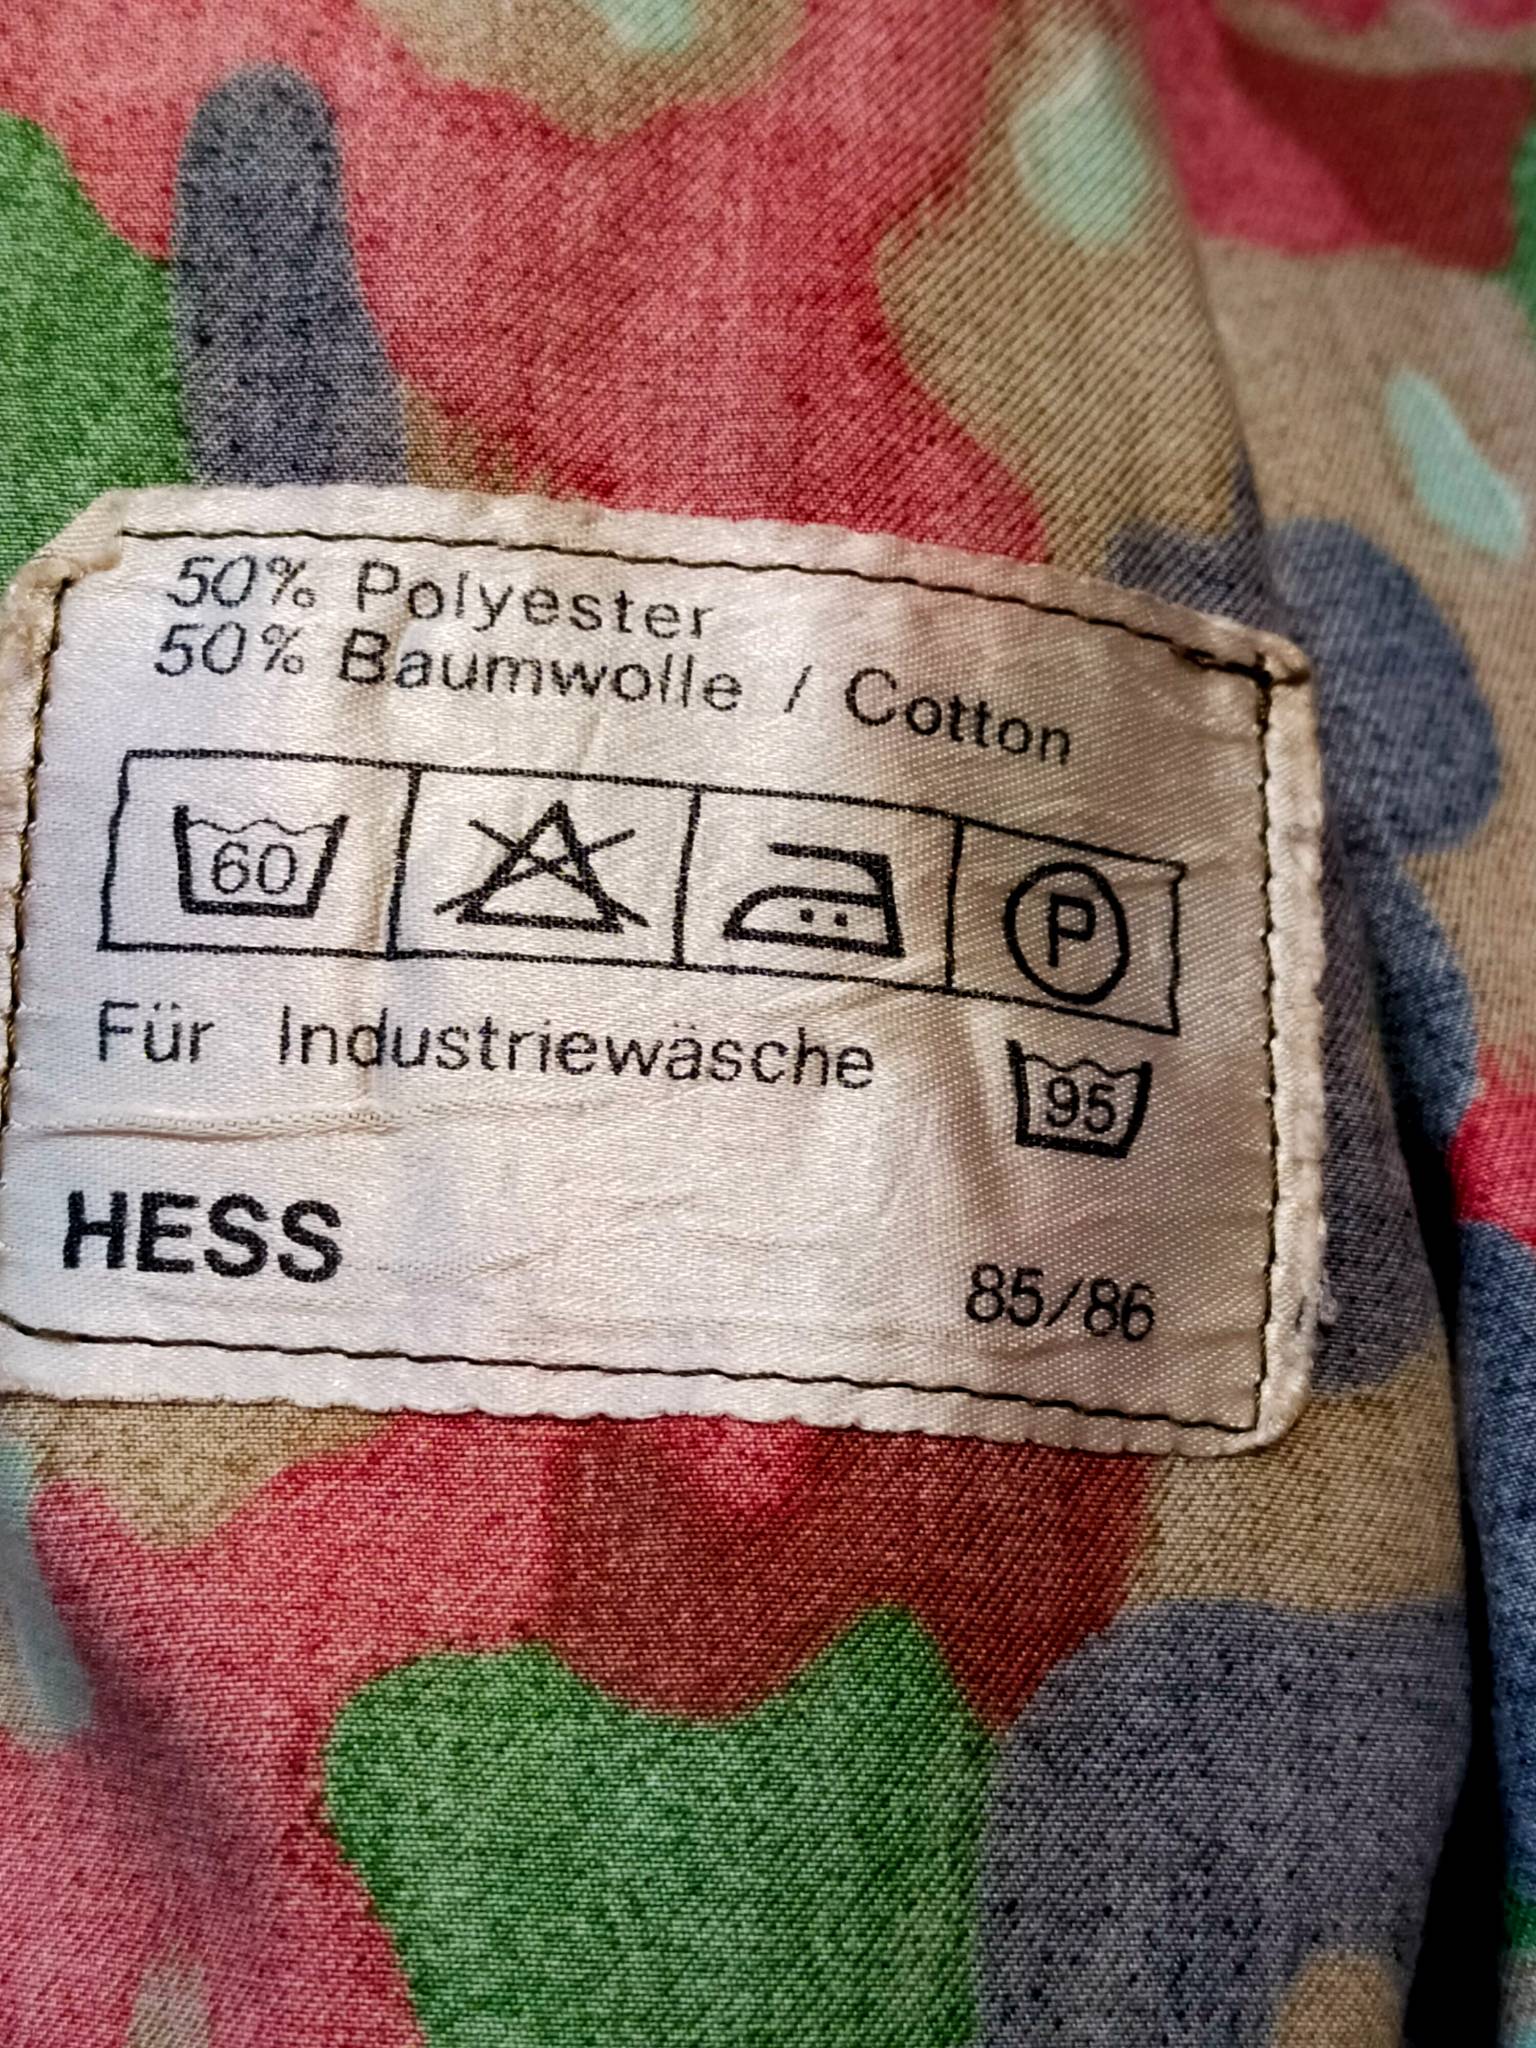 50% Polyester
50% Baumwolle / Cotton
60
P
Für Industriewäsche
95
HESS
85/86